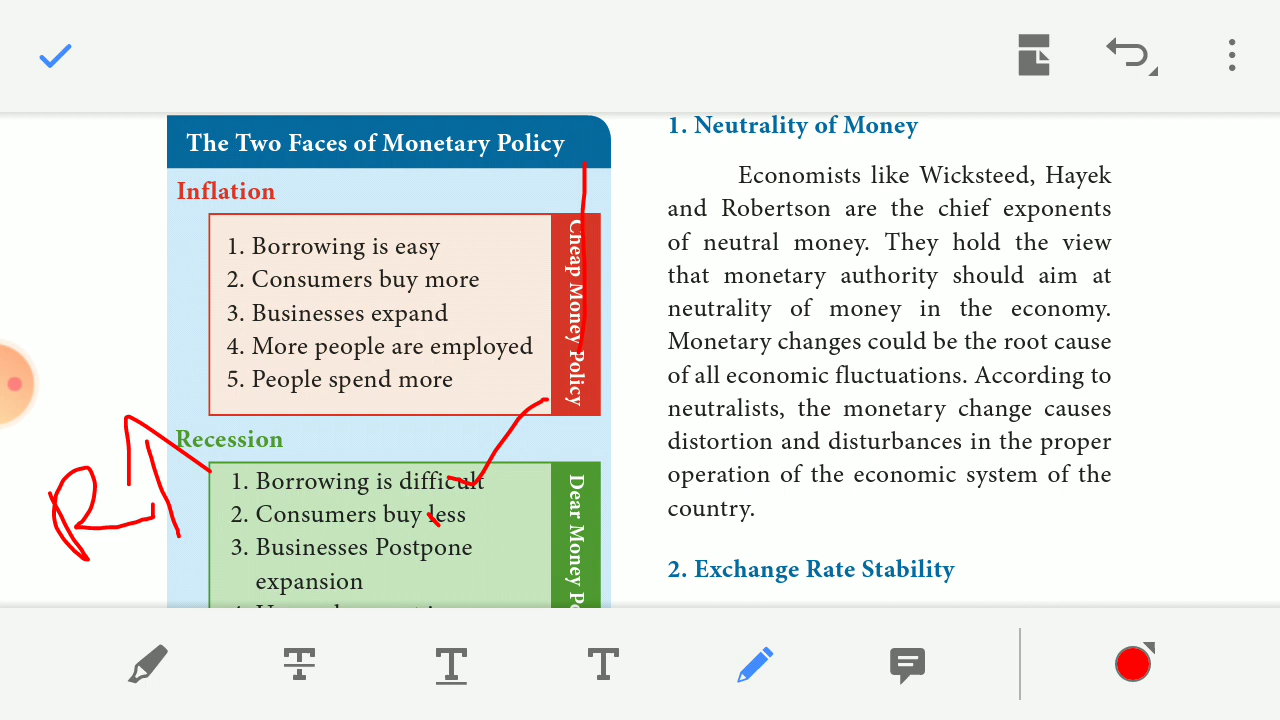 The Two Faces of Monetary Policy
Inflation
1. Borrowing is easy
2. Consumers buy more
3. Businesses expand
4. More people are employed
5. People spend more
Cheap Money Policy
Recession
1. Borrowing is difficult
2. Consumers buy less
3. Businesses Postpone
expansion
Dear Money
1. Neutrality of Money
Economists like Wicksteed, Hayek
and Robertson are the chief exponents
of neutral money. They hold the view
that monetary authority should aim at
neutrality of money in the economy.
Monetary changes could be the root cause
of all economic fluctuations. According to
neutralists, the monetary change causes
distortion and disturbances in the proper
operation of the economic system of the
country.
2. Exchange Rate Stability